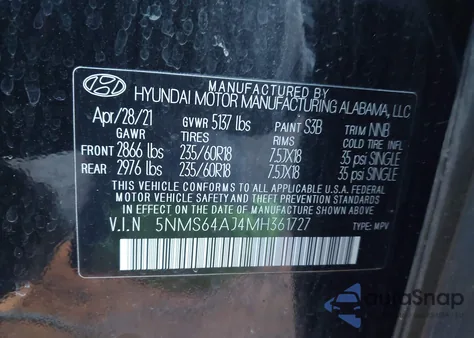 MANUFACTURED BY
HYUNDAI MOTOR MANUFACTURING ALABAMA, LLC
Apr/28/21 GVWR 5137 lbs PAINT S3B TRIM NNB
GAWR TIRES RIMS COLD TIRE INFL
FRONT 2866 lbs 235/60R18 7.5JX18 35 psi SINGLE
REAR 2976 lbs 235/60R18 7.5JX18 35 psi SINGLE
THIS VEHICLE CONFORMS TO ALL APPLICABLE U.S.A. FEDERAL
MOTOR VEHICLE SAFETY AND THEFT PREVENTION STANDARDS
IN EFFECT ON THE DATE OF MANUFACTURE SHOWN ABOVE.
V.I.N 5NMS64AJ4MH361727
TYPE: MPV
AuraSnap